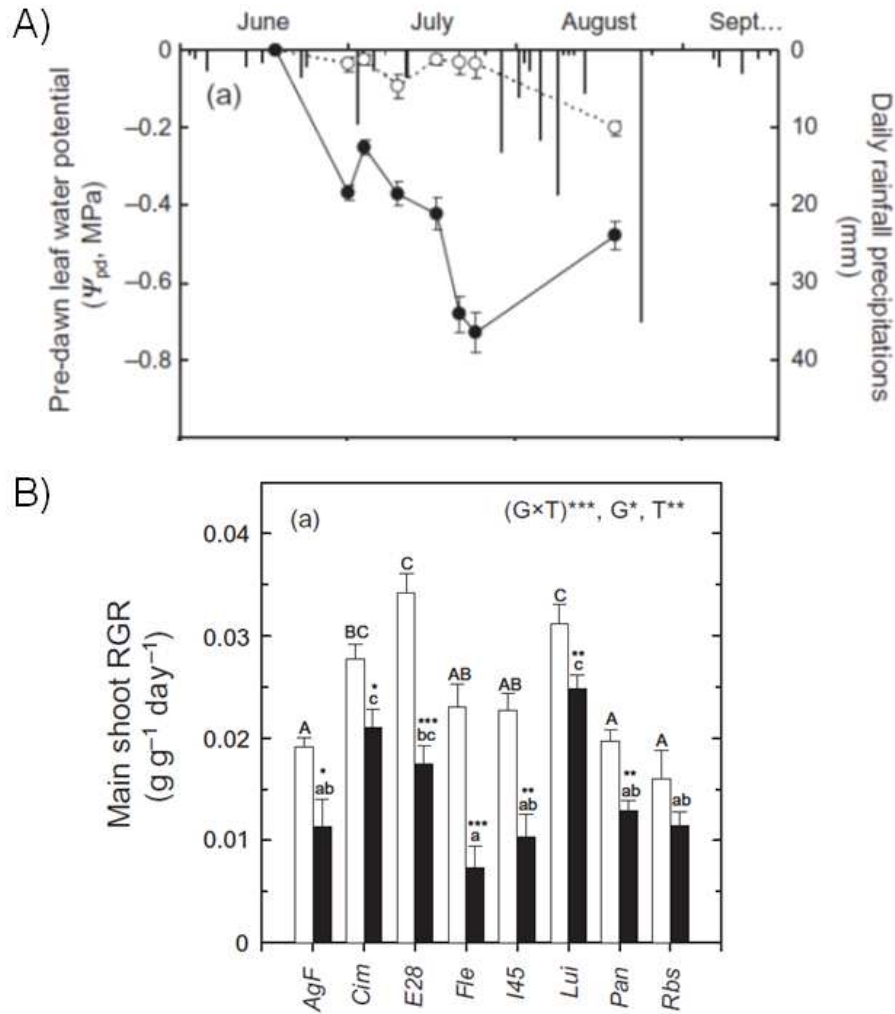 A)
June July August Sept...
0 0
(a)
−0.2 10
−0.4 20
−0.6 30
−0.8 40
Pre-dawn leaf water potential
(Ψpd, MPa)
Daily rainfall precipitations
(mm)
B)
(a) (G×T)***, G*, T**
0.04
0.03
0.02
0.01
0
Main shoot RGR
(g g⁻¹ day⁻¹)
A BC C AB AB C A A
* * *** *** ** ** **
ab c bc a ab c ab ab
AgF Cim E28 Fle I45 Lui Pan Rbs